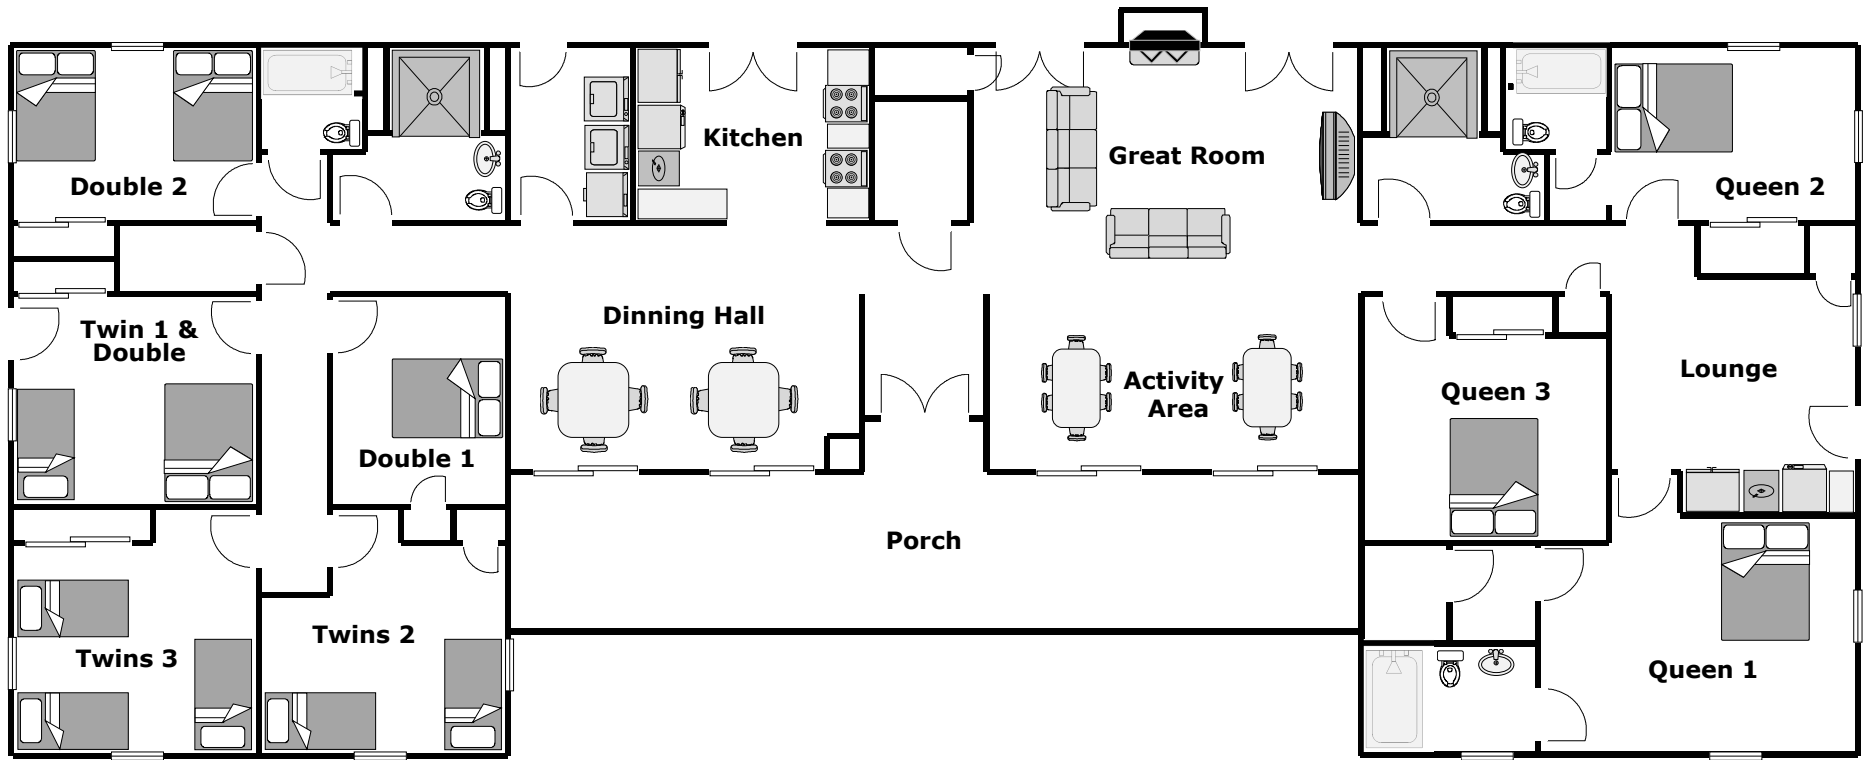 Kitchen
Great Room
Double 2
Queen 2
Dinning Hall
Twin 1 &
Double
Lounge
Activity
Area
Queen 3
Double 1
Porch
Twins 2
Twins 3
Queen 1